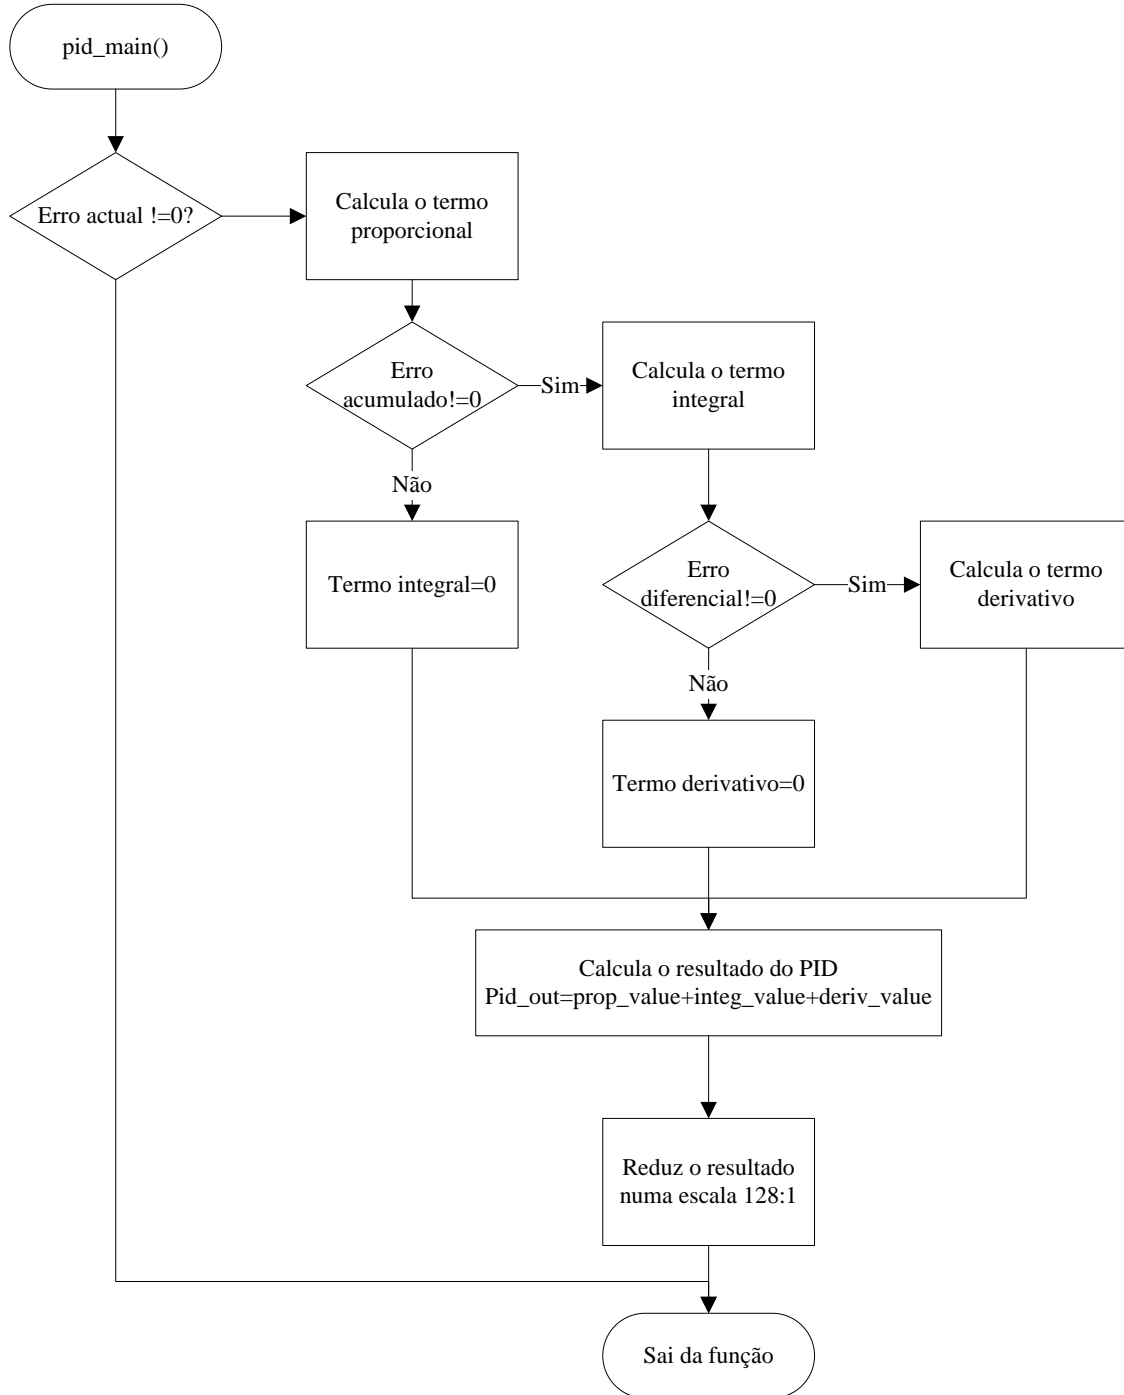 pid_main()
Erro actual !=0?
Calcula o termo
proporcional
Erro
acumulado!=0
Sim
Calcula o termo
integral
Não
Termo integral=0
Erro
diferencial!=0
Sim
Calcula o termo
derivativo
Não
Termo derivativo=0
Calcula o resultado do PID
Pid_out=prop_value+integ_value+deriv_value
Reduz o resultado
numa escala 128:1
Sai da função